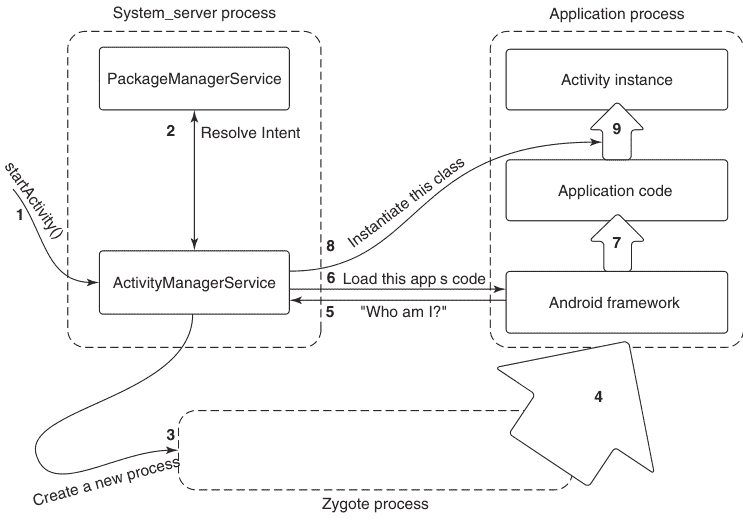 System_server process
Application process
PackageManagerService
Activity instance
2 Resolve Intent
9
startActivity()
1
8 Instantiate this class
Application code
7
ActivityManagerService
6 Load this app s code
5 "Who am I?"
Android framework
4
3
Create a new process
Zygote process